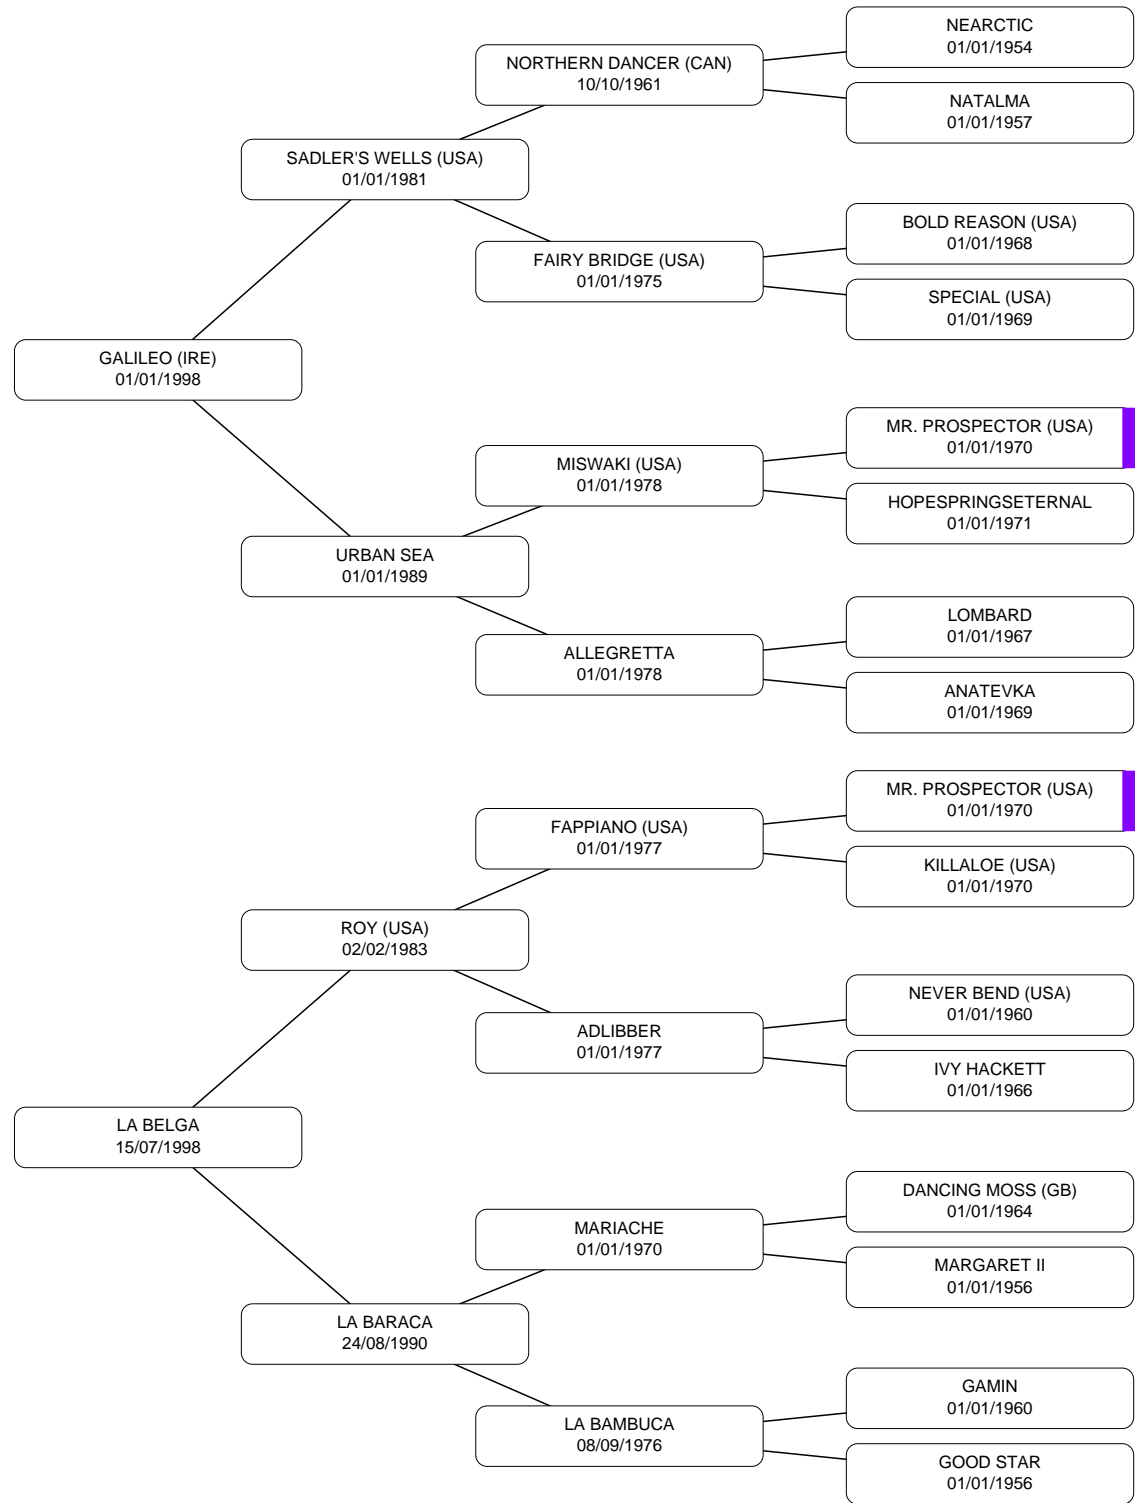 NEARCTIC
01/01/1954
NORTHERN DANCER (CAN)
10/10/1961
NATALMA
01/01/1957
SADLER'S WELLS (USA)
01/01/1981
BOLD REASON (USA)
01/01/1968
FAIRY BRIDGE (USA)
01/01/1975
SPECIAL (USA)
01/01/1969
GALILEO (IRE)
01/01/1998
MR. PROSPECTOR (USA)
01/01/1970
MISWAKI (USA)
01/01/1978
HOPESPRINGSETERNAL
01/01/1971
URBAN SEA
01/01/1989
LOMBARD
01/01/1967
ALLEGRETTA
01/01/1978
ANATEVKA
01/01/1969
MR. PROSPECTOR (USA)
01/01/1970
FAPPIANO (USA)
01/01/1977
KILLALOE (USA)
01/01/1970
ROY (USA)
02/02/1983
NEVER BEND (USA)
01/01/1960
ADLIBBER
01/01/1977
IVY HACKETT
01/01/1966
LA BELGA
15/07/1998
DANCING MOSS (GB)
01/01/1964
MARIACHE
01/01/1970
MARGARET II
01/01/1956
LA BARACA
24/08/1990
GAMIN
01/01/1960
LA BAMBUCA
08/09/1976
GOOD STAR
01/01/1956